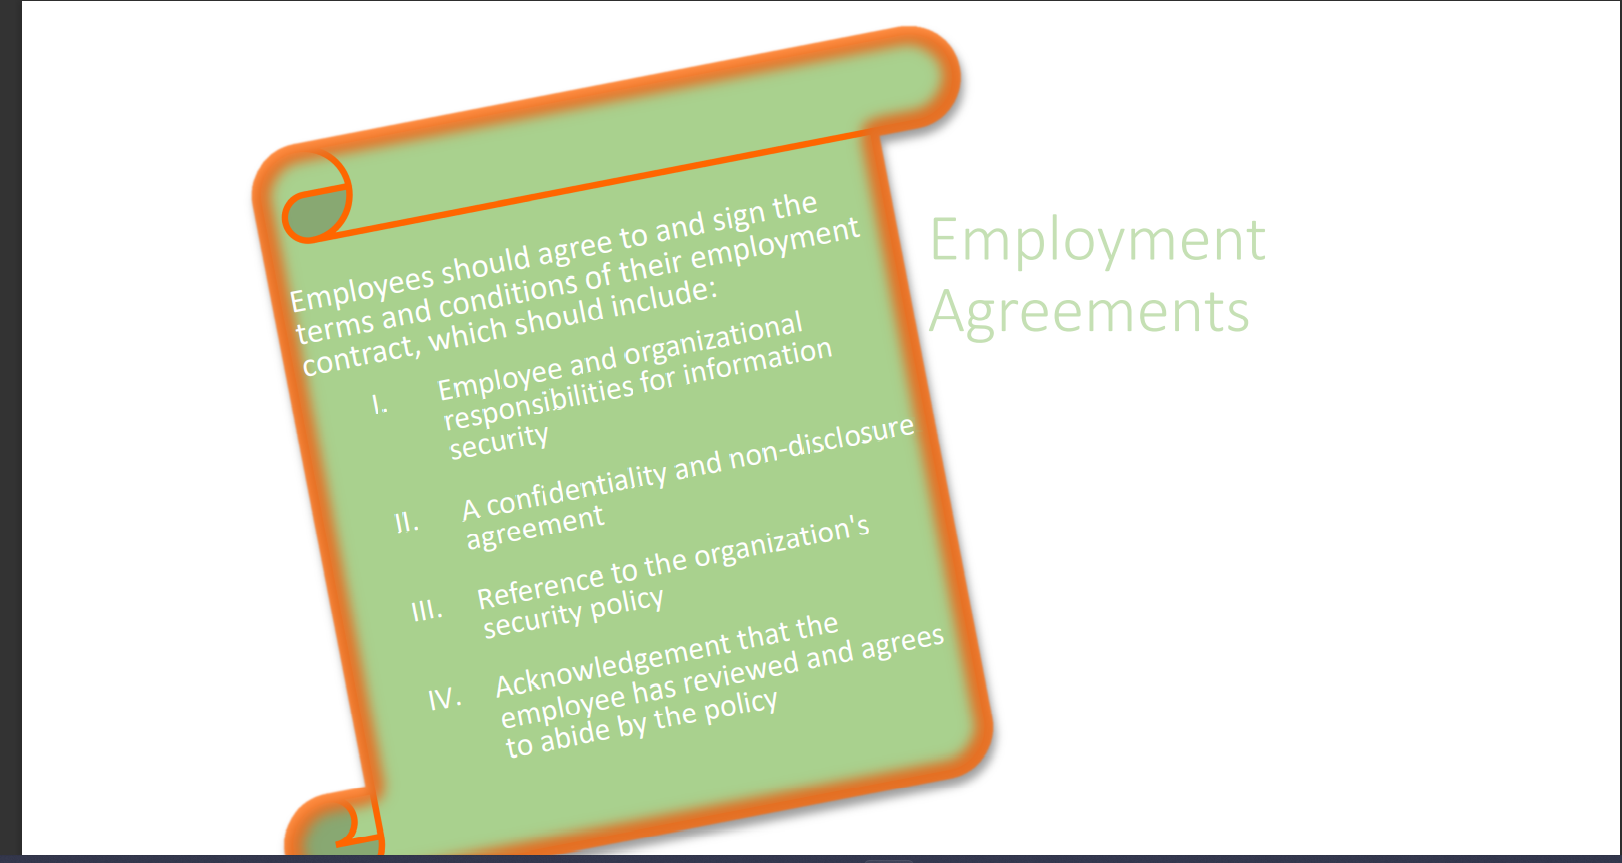 Employees should agree to and sign the
terms and conditions of their employment
contract, which should include:
I. Employee and organizational
responsibilities for information
security
II. A confidentiality and non-disclosure
agreement
III. Reference to the organization's
security policy
IV. Acknowledgement that the
employee has reviewed and agrees
to abide by the policy
Employment
Agreements